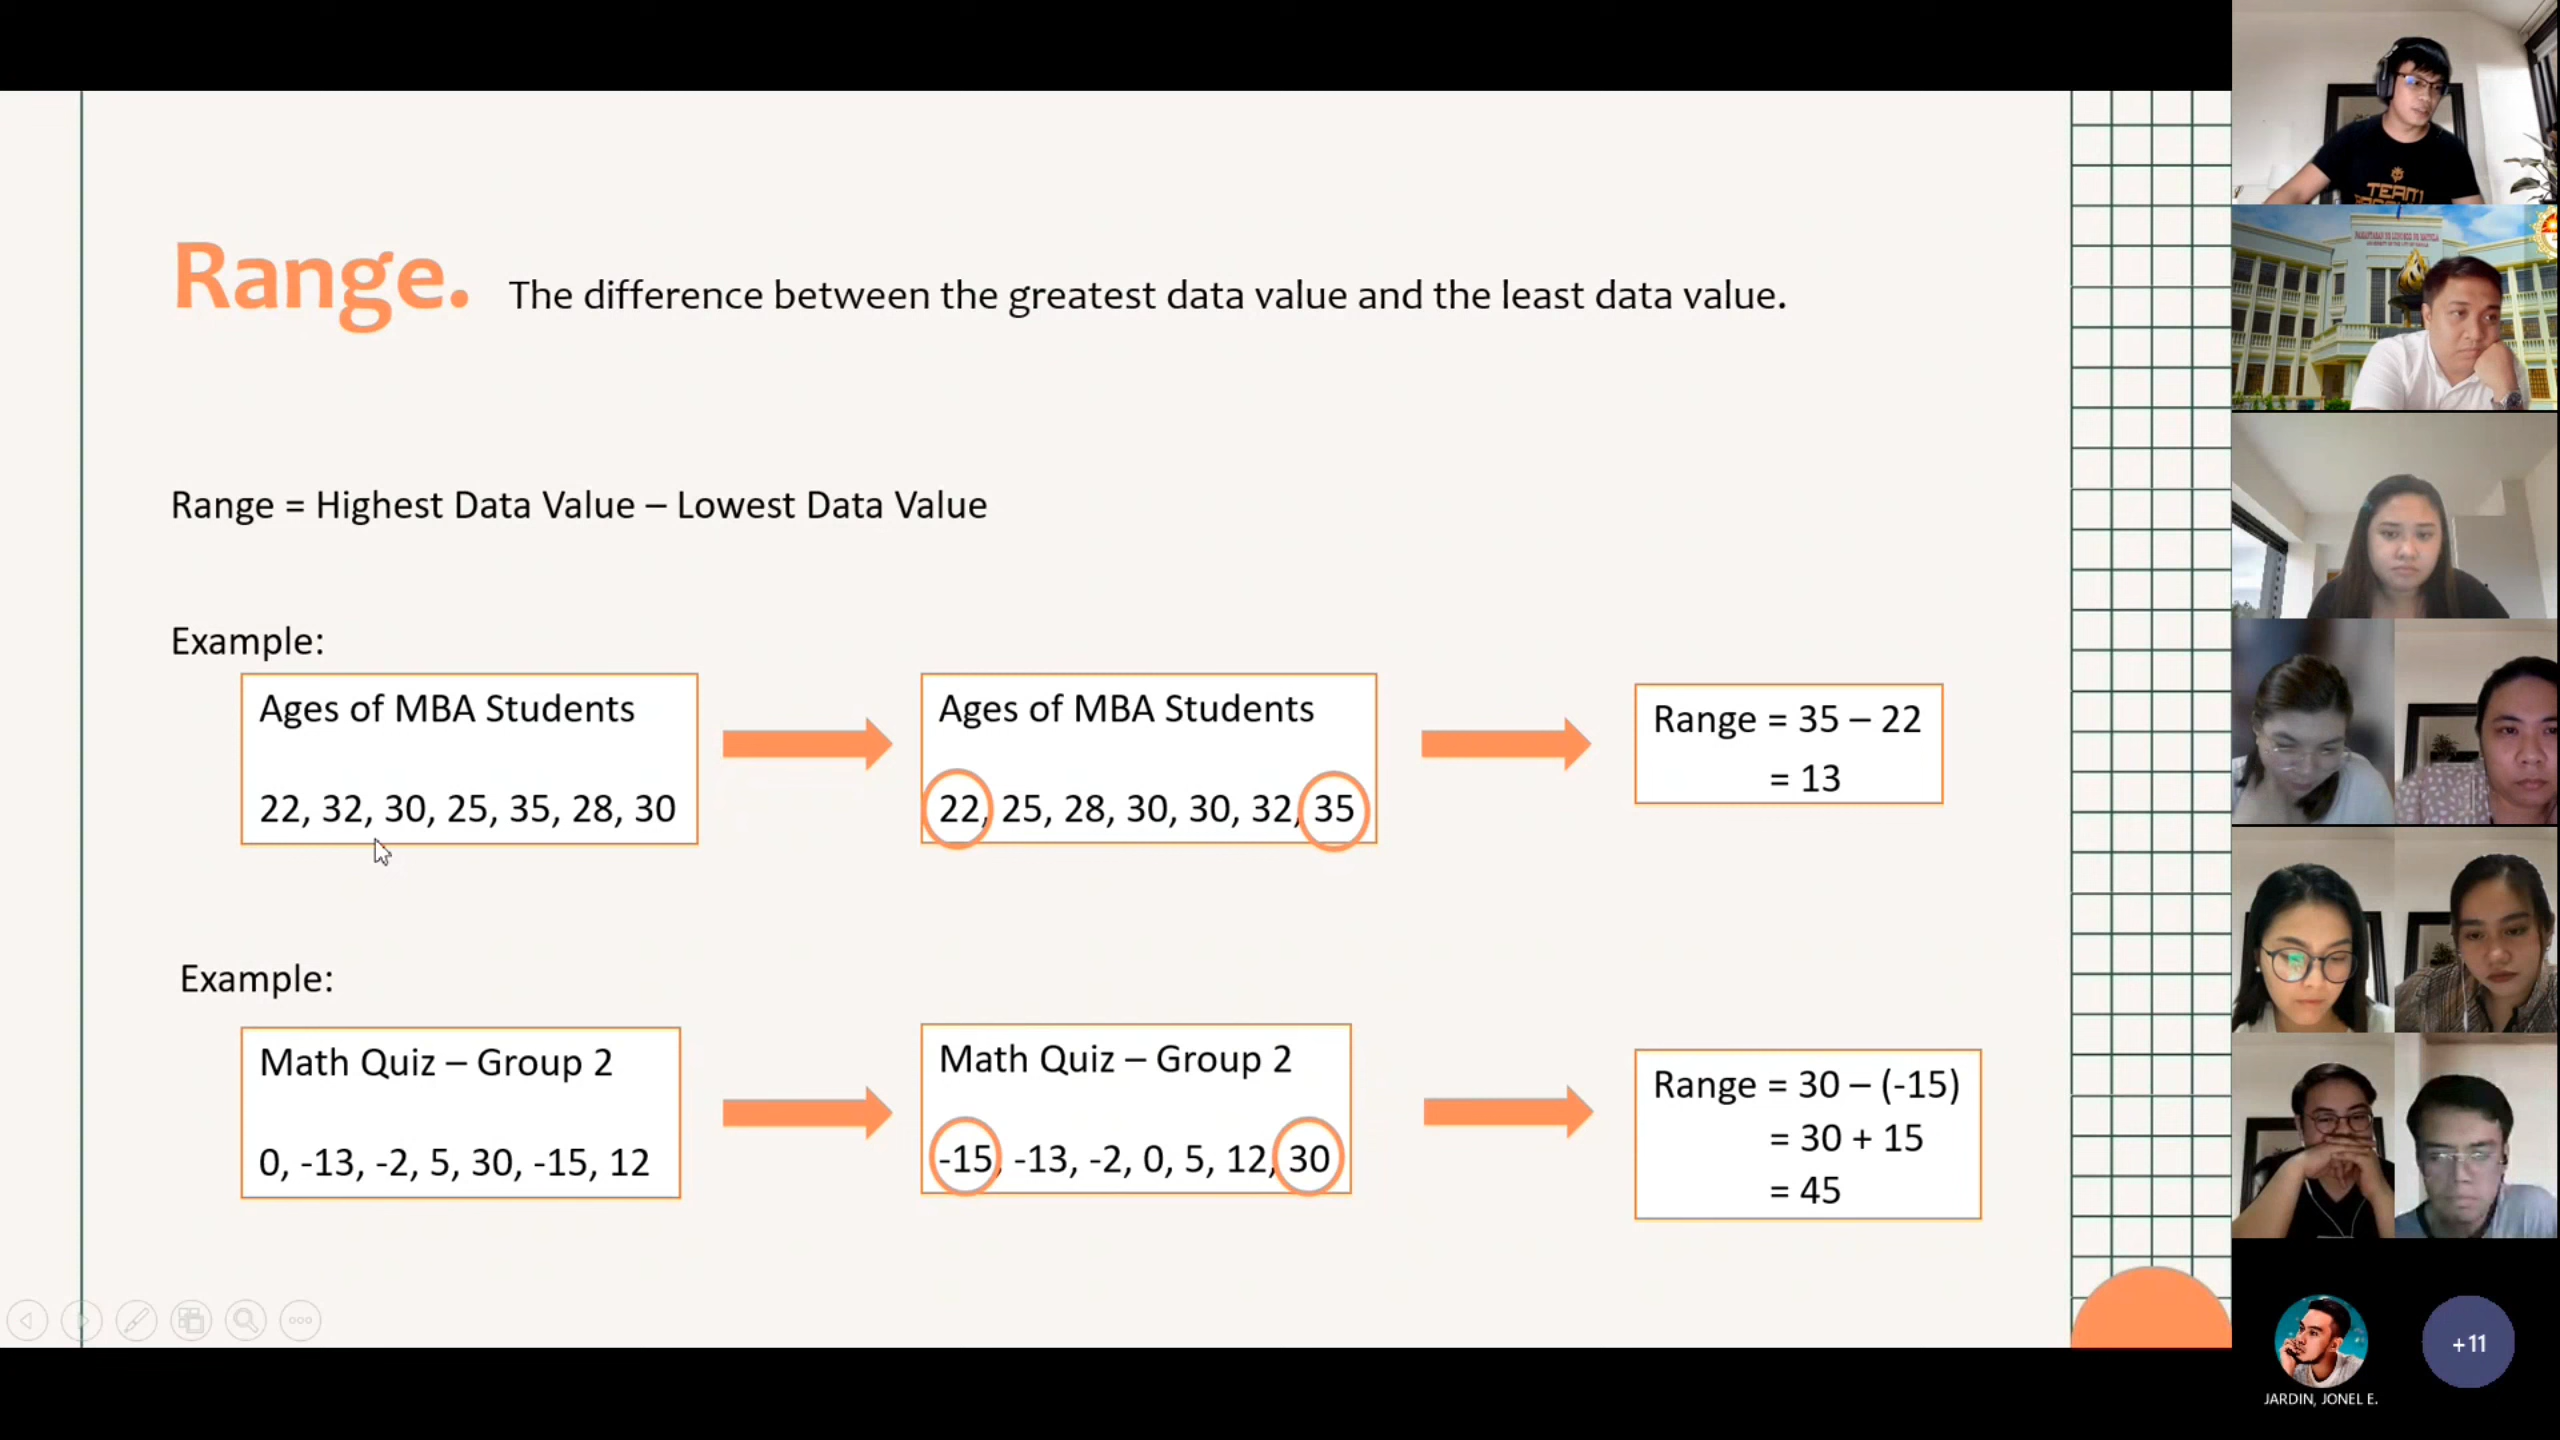 Range. The difference between the greatest data value and the least data value.
Range = Highest Data Value – Lowest Data Value
Example:
Ages of MBA Students
22, 32, 30, 25, 35, 28, 30
Ages of MBA Students
22, 25, 28, 30, 30, 32, 35
Range = 35 – 22
= 13
Example:
Math Quiz – Group 2
0, -13, -2, 5, 30, -15, 12
Math Quiz – Group 2
-15, -13, -2, 0, 5, 12, 30
Range = 30 – (-15)
= 30 + 15
= 45
TEAM
+11
JARDIN, JONEL E.